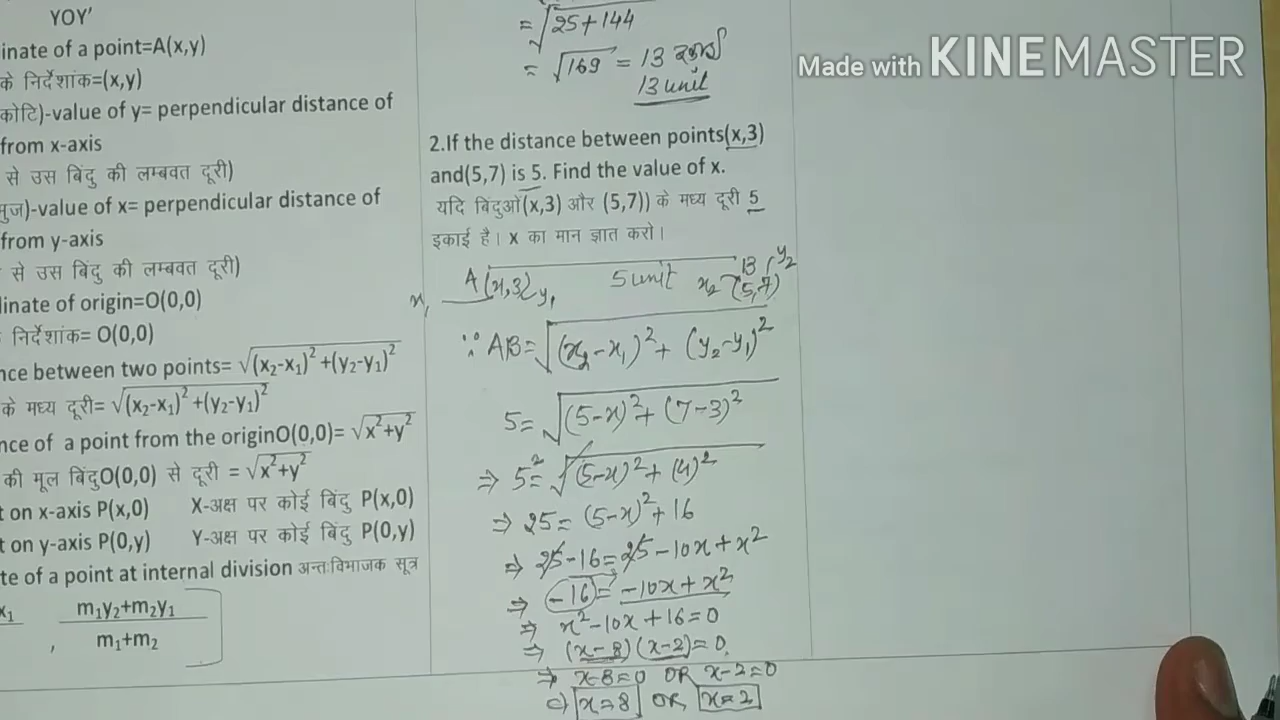 YOY'
inate of a point=A(x,y)
के निर्देशांक=(x,y)
कोटि)-value of y= perpendicular distance of
from x-axis
से उस बिंदु की लम्बवत दूरी)
मुज)-value of x= perpendicular distance of
from y-axis
से उस बिंदु की लम्बवत दूरी)
linate of origin=O(0,0)
निर्देशांक= O(0,0)
nce between two points= √(x₂-x₁)² +(y₂-y₁)²
के मध्य दूरी= √(x₂-x₁)² +(y₂-y₁)²
nce of a point from the originO(0,0)= √x²+y²
की मूल बिंदुO(0,0) से दूरी = √x²+y²
t on x-axis P(x,0) X-अक्ष पर कोई बिंदु P(x,0)
t on y-axis P(0,y) Y-अक्ष पर कोई बिंदु P(0,y)
te of a point at internal division अन्तःविभाजक सूत्र
x₁ , m₁y₂+m₂y₁
m₁+m₂
= √25+144
= √169 = 13 इकाई
13 unit
2.If the distance between points(x,3)
and(5,7) is 5. Find the value of x.
यदि बिंदुओं(x,3) और (5,7)) के मध्य दूरी 5
इकाई है। x का मान ज्ञात करो।
A(x,3) 5 unit B(5,7)
x₁ y₁ x₂ y₂
∵ AB= √(x₂-x₁)²+ (y₂-y₁)²
5= √(5-x)²+ (7-3)²
⇒ 5²= √(5-x)²+ (4)²
⇒ 25= (5-x)²+16
⇒ 25-16=25-10x+x²
⇒ -16= -10x+x²
⇒ x²-10x+16=0
⇒ (x-8)(x-2)=0
⇒ x-8=0 OR x-2=0
x=8 OR x=2
Made with KINEMASTER